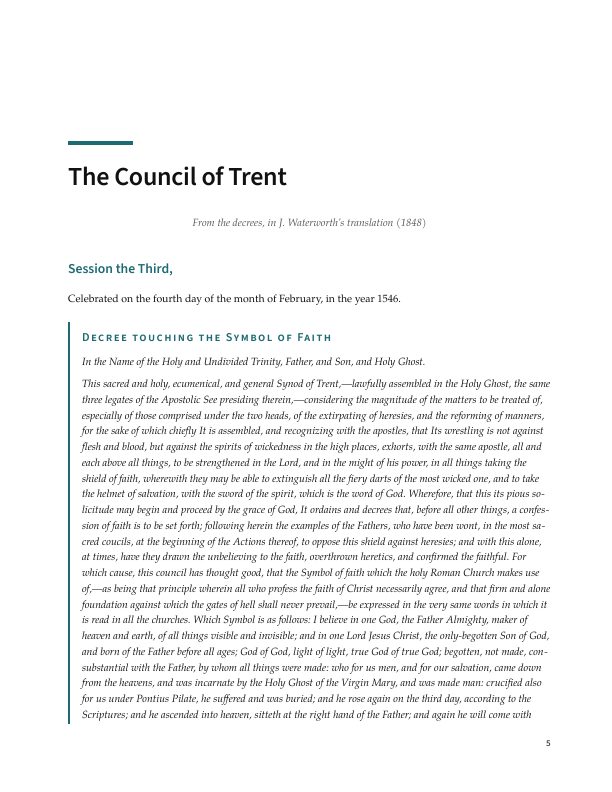 The Council of Trent
From the decrees, in J. Waterworth's translation (1848)
Session the Third,
Celebrated on the fourth day of the month of February, in the year 1546.
Decree touching the Symbol of Faith
In the Name of the Holy and Undivided Trinity, Father, and Son, and Holy Ghost.
This sacred and holy, ecumenical, and general Synod of Trent,—lawfully assembled in the Holy Ghost, the same
three legates of the Apostolic See presiding therein,—considering the magnitude of the matters to be treated of,
especially of those comprised under the two heads, of the extirpating of heresies, and the reforming of manners,
for the sake of which chiefly It is assembled, and recognizing with the apostles, that Its wrestling is not against
flesh and blood, but against the spirits of wickedness in the high places, exhorts, with the same apostle, all and
each above all things, to be strengthened in the Lord, and in the might of his power, in all things taking the
shield of faith, wherewith they may be able to extinguish all the fiery darts of the most wicked one, and to take
the helmet of salvation, with the sword of the spirit, which is the word of God. Wherefore, that this its pious so-
licitude may begin and proceed by the grace of God, It ordains and decrees that, before all other things, a confes-
sion of faith is to be set forth; following herein the examples of the Fathers, who have been wont, in the most sa-
cred coucils, at the beginning of the Actions thereof, to oppose this shield against heresies; and with this alone,
at times, have they drawn the unbelieving to the faith, overthrown heretics, and confirmed the faithful. For
which cause, this council has thought good, that the Symbol of faith which the holy Roman Church makes use
of,—as being that principle wherein all who profess the faith of Christ necessarily agree, and that firm and alone
foundation against which the gates of hell shall never prevail,—be expressed in the very same words in which it
is read in all the churches. Which Symbol is as follows: I believe in one God, the Father Almighty, maker of
heaven and earth, of all things visible and invisible; and in one Lord Jesus Christ, the only-begotten Son of God,
and born of the Father before all ages; God of God, light of light, true God of true God; begotten, not made, con-
substantial with the Father, by whom all things were made: who for us men, and for our salvation, came down
from the heavens, and was incarnate by the Holy Ghost of the Virgin Mary, and was made man: crucified also
for us under Pontius Pilate, he suffered and was buried; and he rose again on the third day, according to the
Scriptures; and he ascended into heaven, sitteth at the right hand of the Father; and again he will come with
5